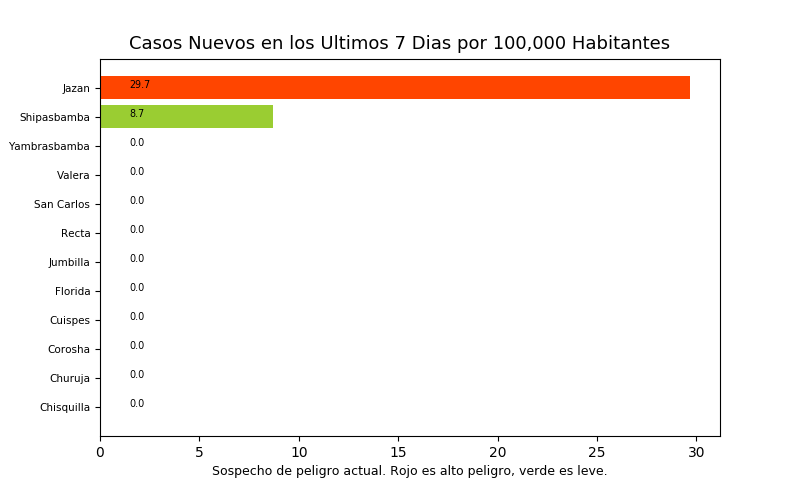 Casos Nuevos en los Ultimos 7 Dias por 100,000 Habitantes
Jazan 29.7
Shipasbamba 8.7
Yambrasbamba 0.0
Valera 0.0
San Carlos 0.0
Recta 0.0
Jumbilla 0.0
Florida 0.0
Cuispes 0.0
Corosha 0.0
Churuja 0.0
Chisquilla 0.0
0 5 10 15 20 25 30
Sospecho de peligro actual. Rojo es alto peligro, verde es leve.